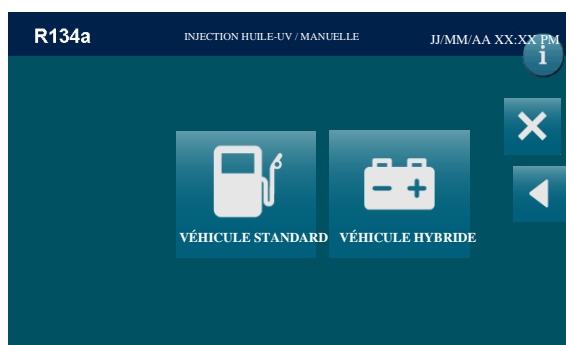 R134a
INJECTION HUILE-UV / MANUELLE
JJ/MM/AA XX:XX PM
i
VÉHICULE STANDARD
VÉHICULE HYBRIDE